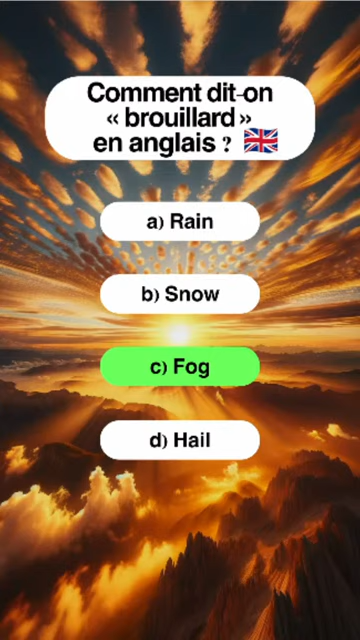 Comment dit-on
« brouillard »
en anglais ? 🇬🇧
a) Rain
b) Snow
c) Fog
d) Hail